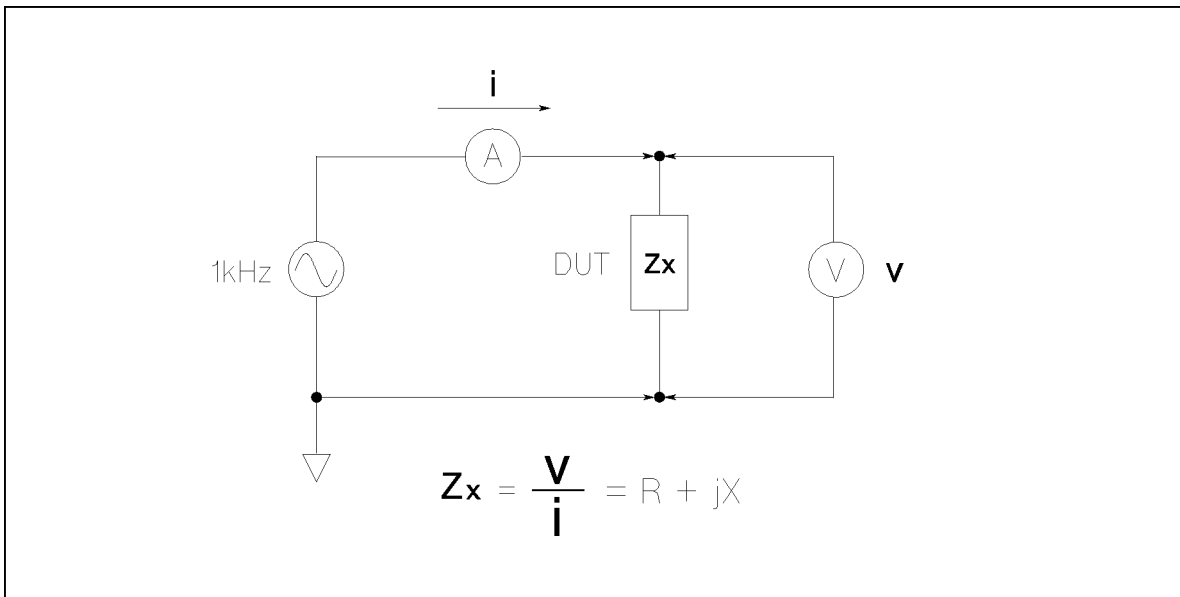 i
A
1kHz
DUT
Zx
V
v
Zx = v/i = R + jX